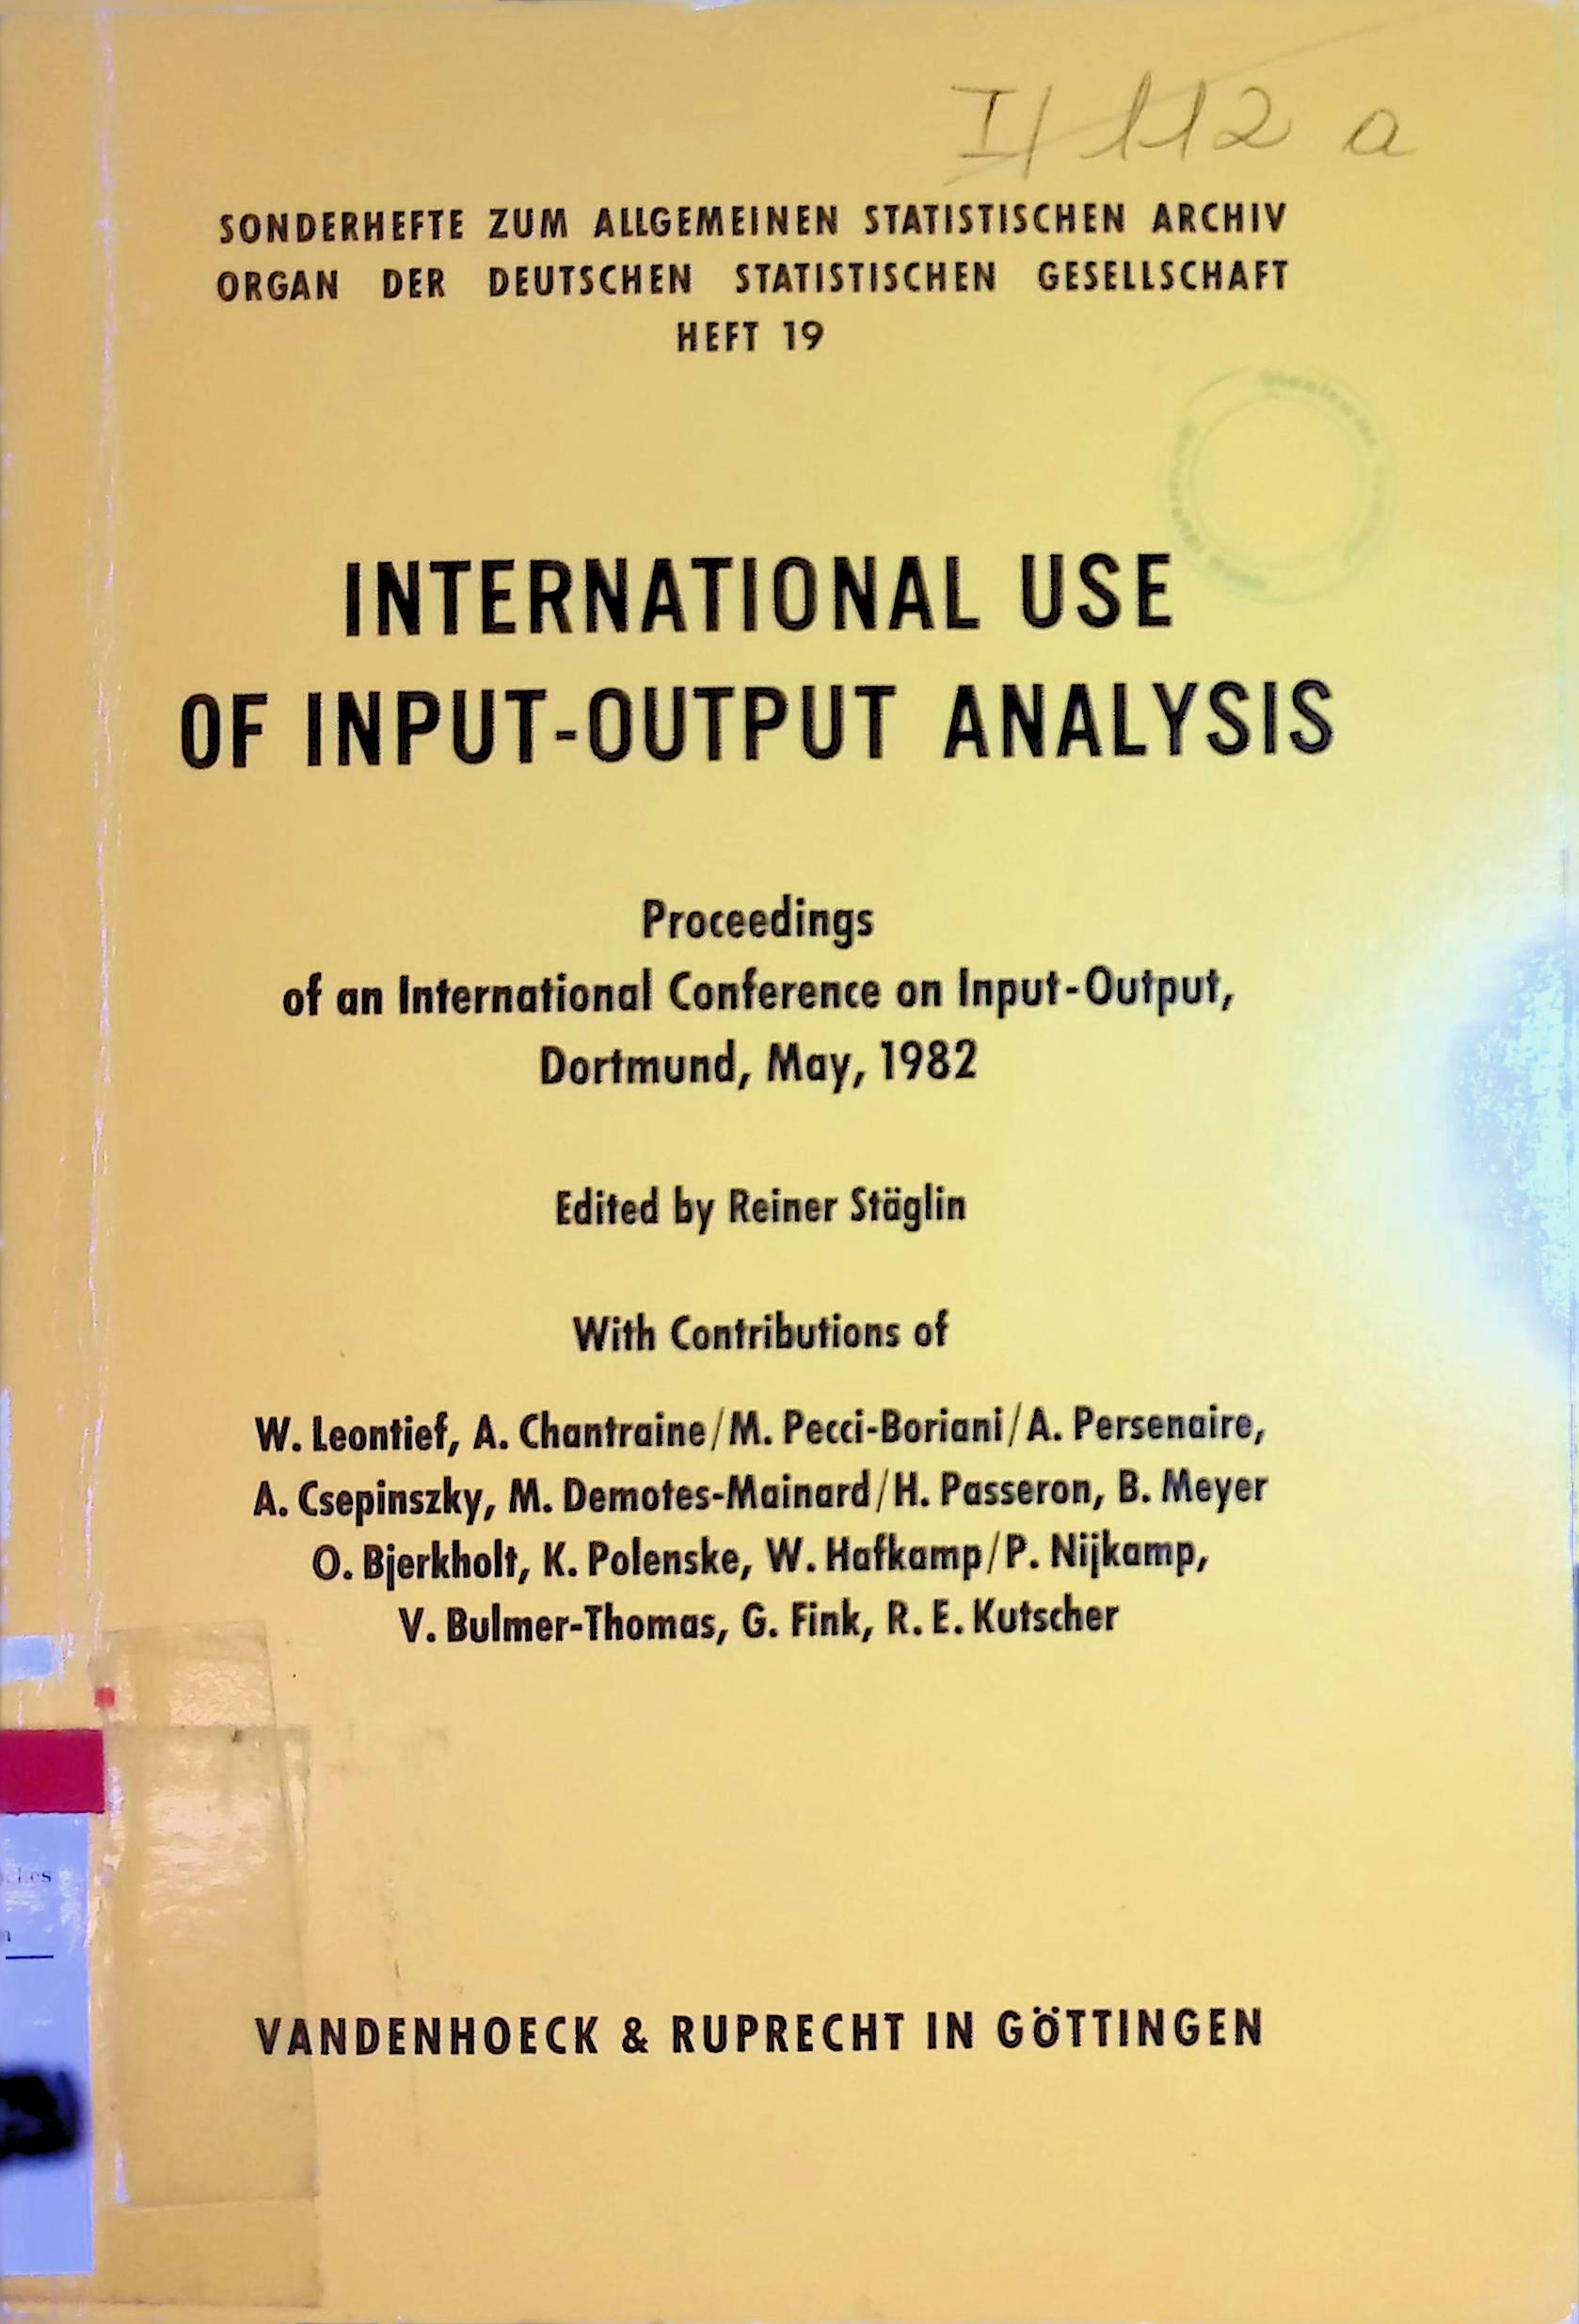 I/112 a
SONDERHEFTE ZUM ALLGEMEINEN STATISTISCHEN ARCHIV
ORGAN DER DEUTSCHEN STATISTISCHEN GESELLSCHAFT
HEFT 19
INTERNATIONAL USE
OF INPUT-OUTPUT ANALYSIS
Proceedings
of an International Conference on Input-Output,
Dortmund, May, 1982
Edited by Reiner Stäglin
With Contributions of
W. Leontief, A. Chantraine/M. Pecci-Boriani/A. Persenaire,
A. Csepinszky, M. Demotes-Mainard/H. Passeron, B. Meyer
O. Bjerkholt, K. Polenske, W. Hafkamp/P. Nijkamp,
V. Bulmer-Thomas, G. Fink, R. E. Kutscher
VANDENHOECK & RUPRECHT IN GÖTTINGEN